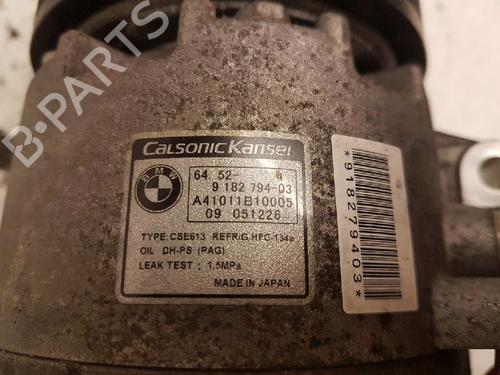 B-PARTS
CalsonicKansei
BMW
64 52- 6
9 182 794-03
A41011B10005
09 051226
TYPE: CSE613 REFRIG.HFC-134a
OIL DH-PS (PAG)
LEAK TEST : 1.5MPa
MADE IN JAPAN
*918279403*